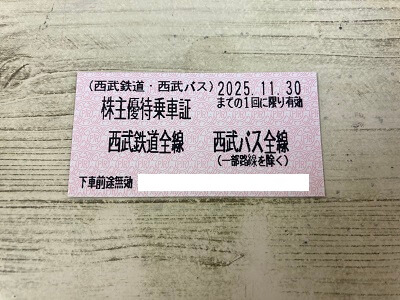 (西武鉄道・西武バス) 2025.11.30
株主優待乗車証 までの1回に限り有効
西武鉄道全線 西武バス全線
(一部路線を除く)
下車前途無効